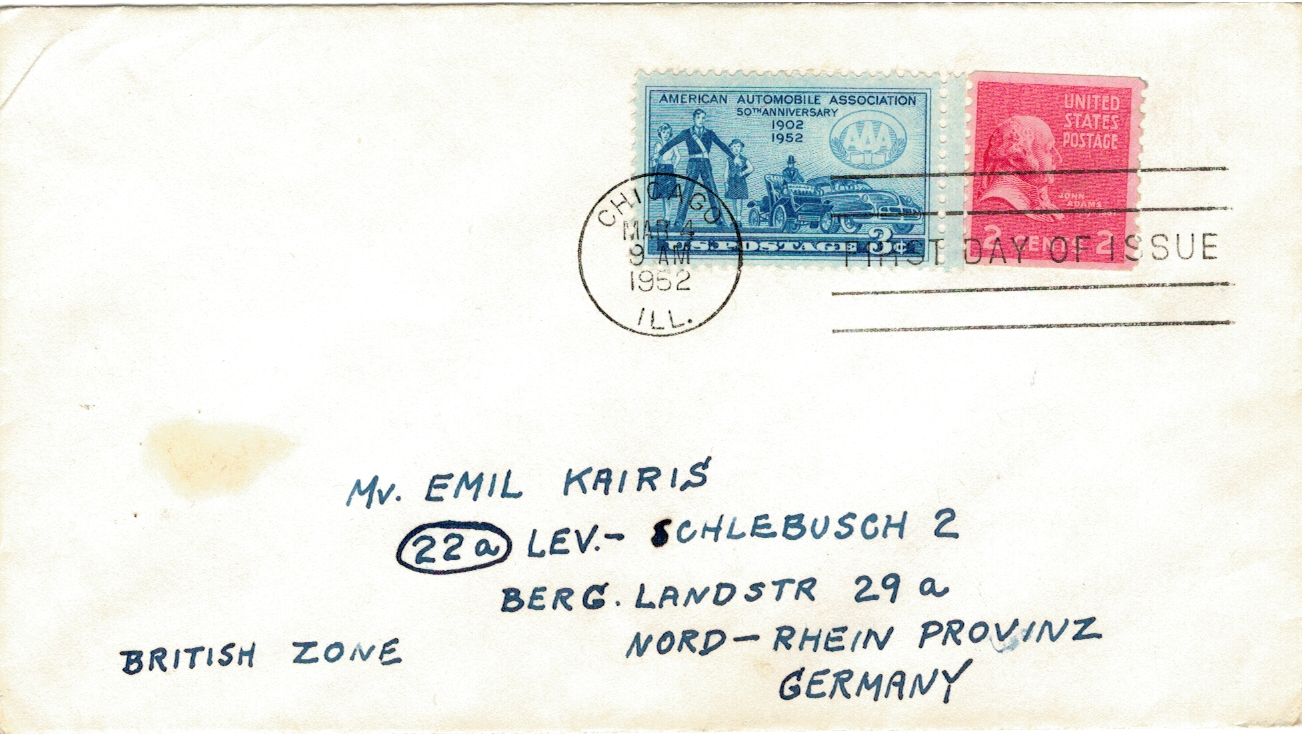 AMERICAN AUTOMOBILE ASSOCIATION
50TH ANNIVERSARY
1902
1952
AAA
U.S. POSTAGE 3¢
UNITED
STATES
POSTAGE
JOHN
ADAMS
2 CENTS 2
CHICAGO
MAR 4
9 AM
1952
ILL.
FIRST DAY OF ISSUE
Mr. EMIL KAIRIS
22a LEV.- SCHLEBUSCH 2
BERG. LANDSTR 29 a
NORD-RHEIN PROVINZ
GERMANY
BRITISH ZONE